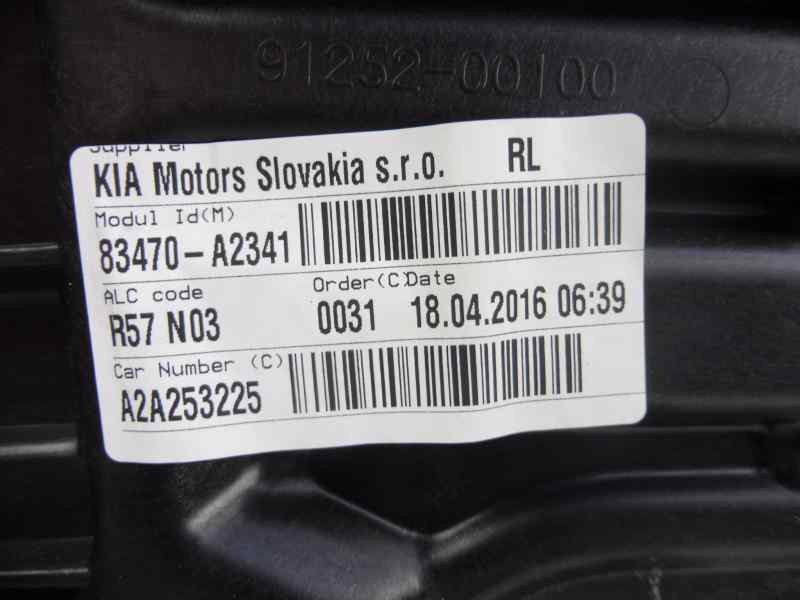 91252-00100
Supplier
KIA Motors Slovakia s.r.o. RL
Modul Id(M)
83470-A2341
ALC code Order(C)Date
R57 N03 0031 18.04.2016 06:39
Car Number (C)
A2A253225